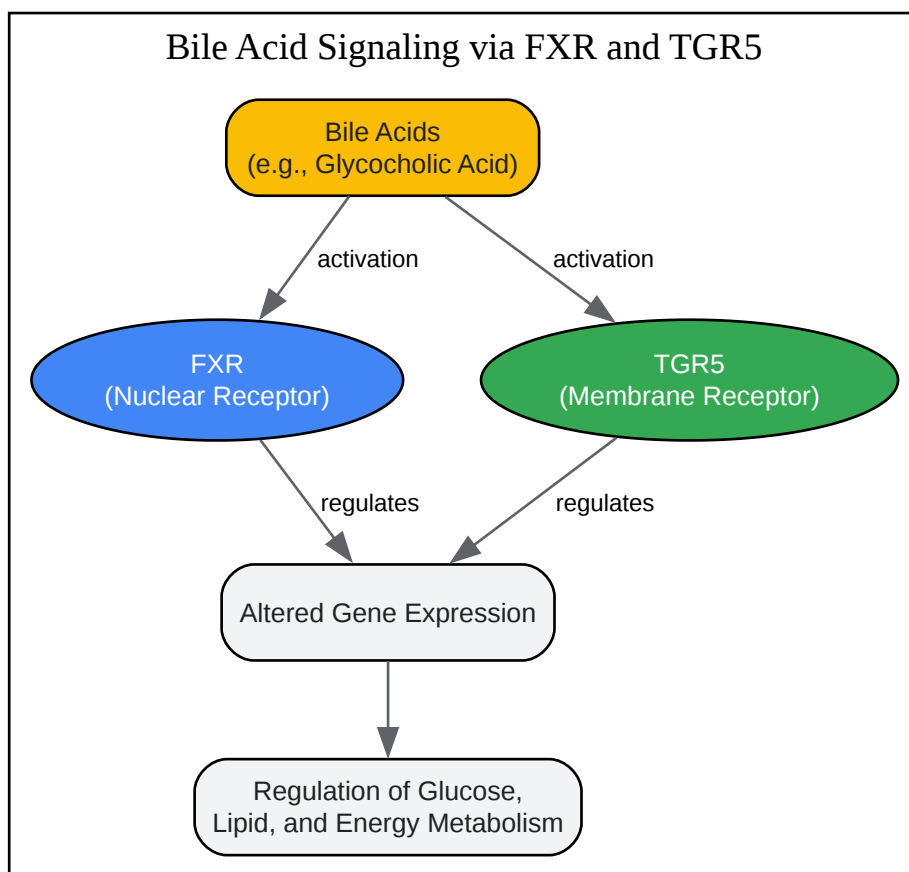 Bile Acid Signaling via FXR and TGR5
Bile Acids
(e.g., Glycocholic Acid)
activation
activation
FXR
(Nuclear Receptor)
TGR5
(Membrane Receptor)
regulates
regulates
Altered Gene Expression
Regulation of Glucose,
Lipid, and Energy Metabolism